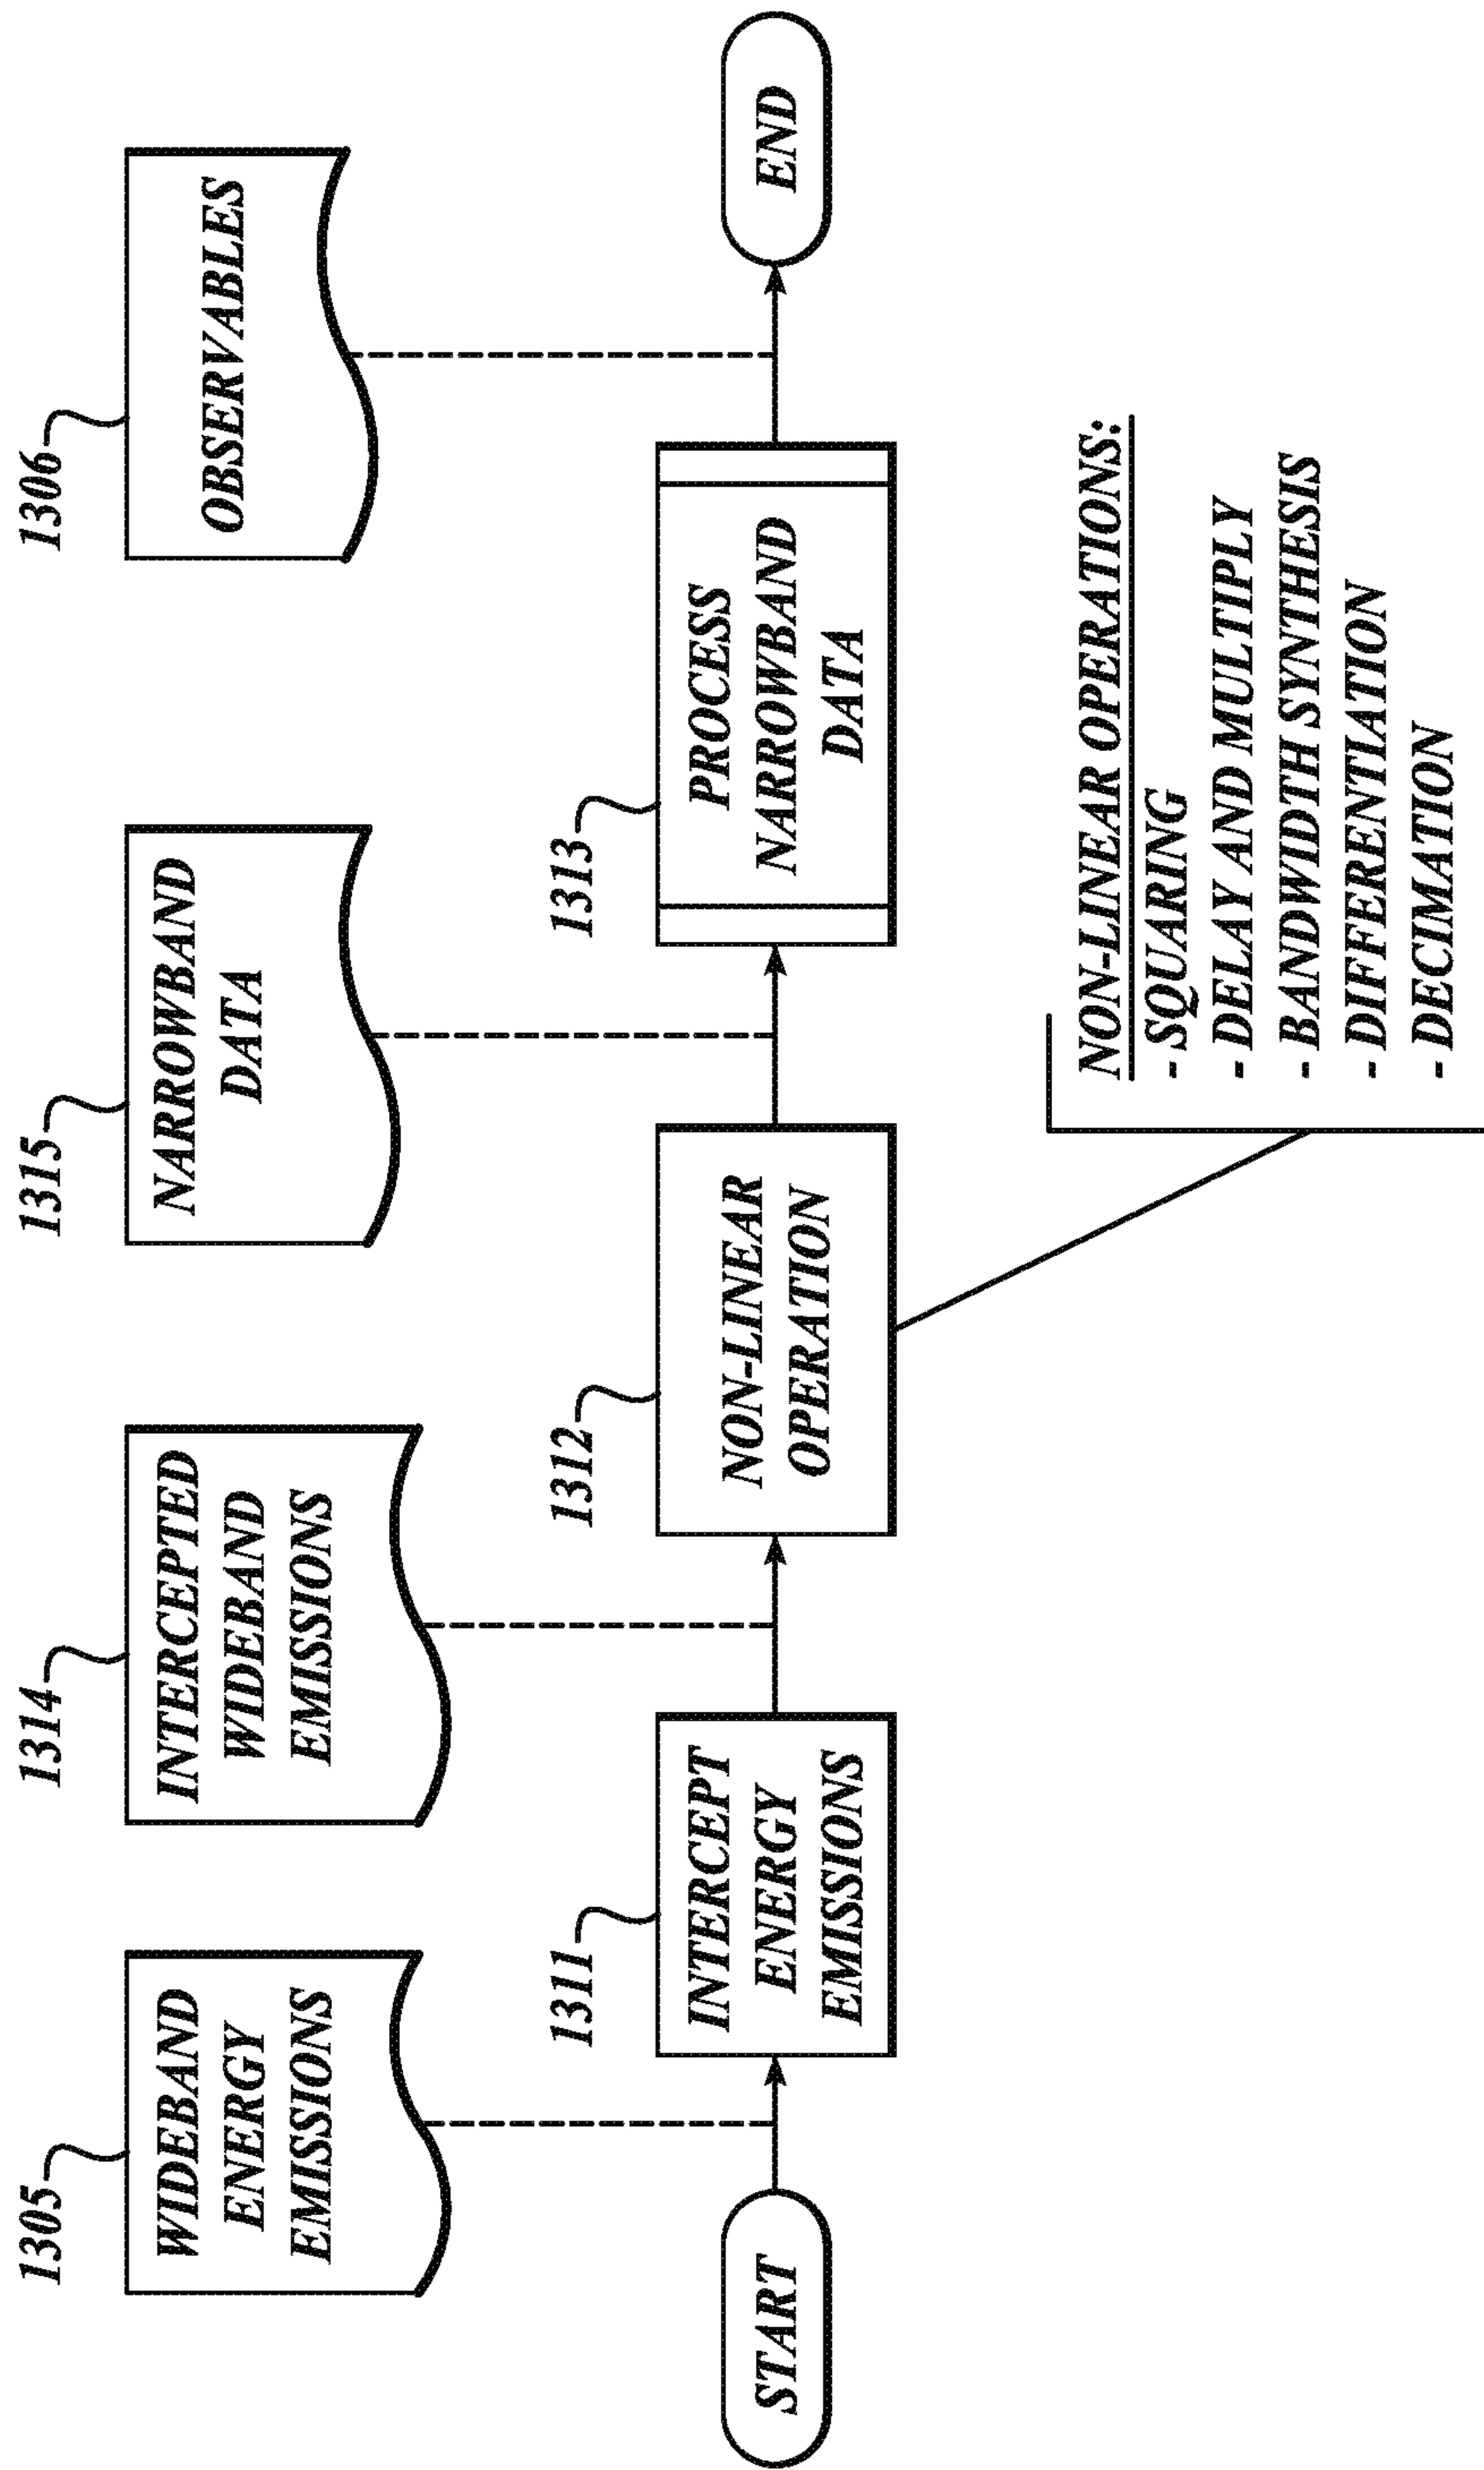 1305
WIDEBAND
ENERGY
EMISSIONS
1314
INTERCEPTED
WIDEBAND
EMISSIONS
1315
NARROWBAND
DATA
1306
OBSERVABLES
START
1311
INTERCEPT
ENERGY
EMISSIONS
1312
NON-LINEAR
OPERATION
1313
PROCESS
NARROWBAND
DATA
END
NON-LINEAR OPERATIONS:
- SQUARING
- DELAY AND MULTIPLY
- BANDWIDTH SYNTHESIS
- DIFFERENTIATION
- DECIMATION